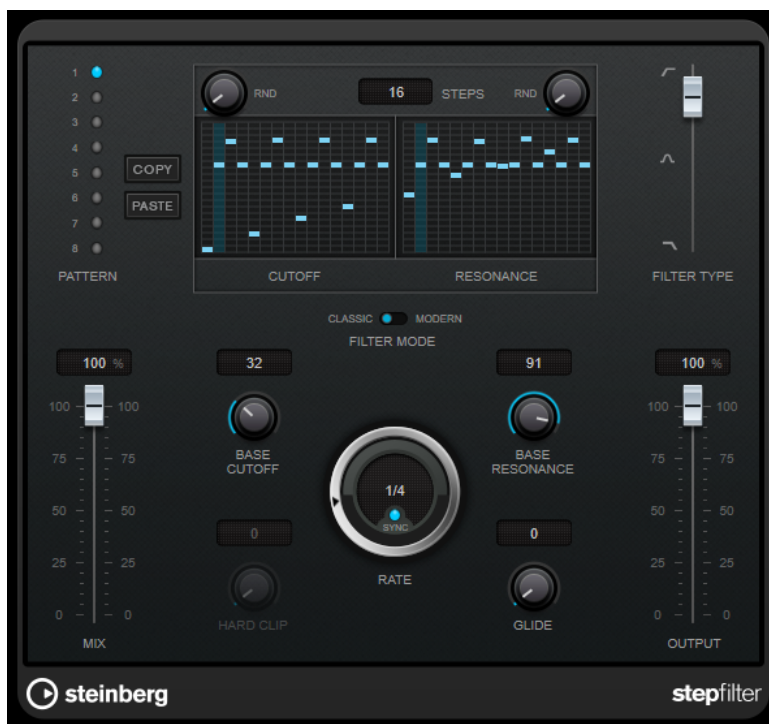 1
2
3
4
5
6
7
8
PATTERN
COPY
PASTE
RND
16 STEPS
RND
CUTOFF
RESONANCE
FILTER TYPE
CLASSIC MODERN
FILTER MODE
100 %
100 100
75 75
50 50
25 25
0 0
MIX
32
BASE
CUTOFF
0
HARD CLIP
1/4
SYNC
RATE
91
BASE
RESONANCE
0
GLIDE
100 %
100 100
75 75
50 50
25 25
0 0
OUTPUT
steinberg
stepfilter